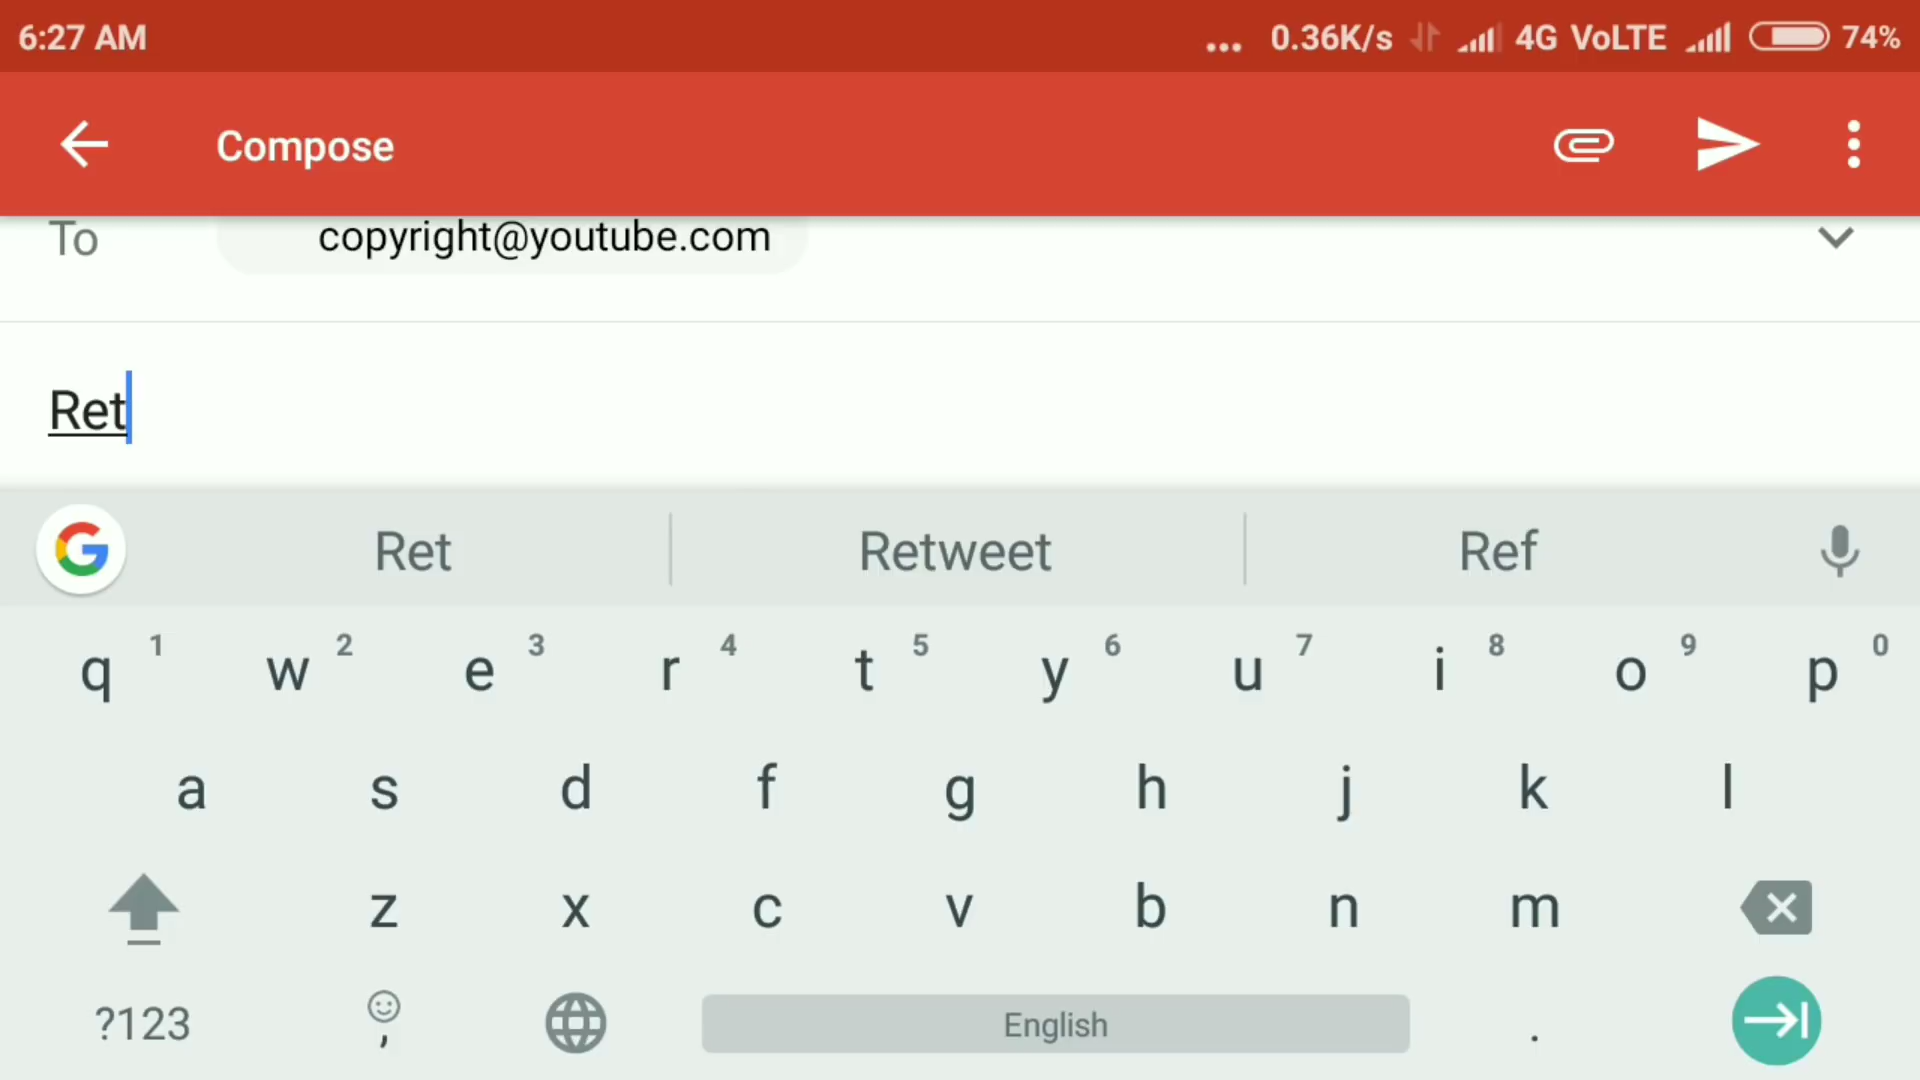 6:27 AM ... 0.36K/s 4G VoLTE 74%
Compose
To copyright@youtube.com
Ret
Ret Retweet Ref
q 1 w 2 e 3 r 4 t 5 y 6 u 7 i 8 o 9 p 0
a s d f g h j k l
z x c v b n m
?123 , English .